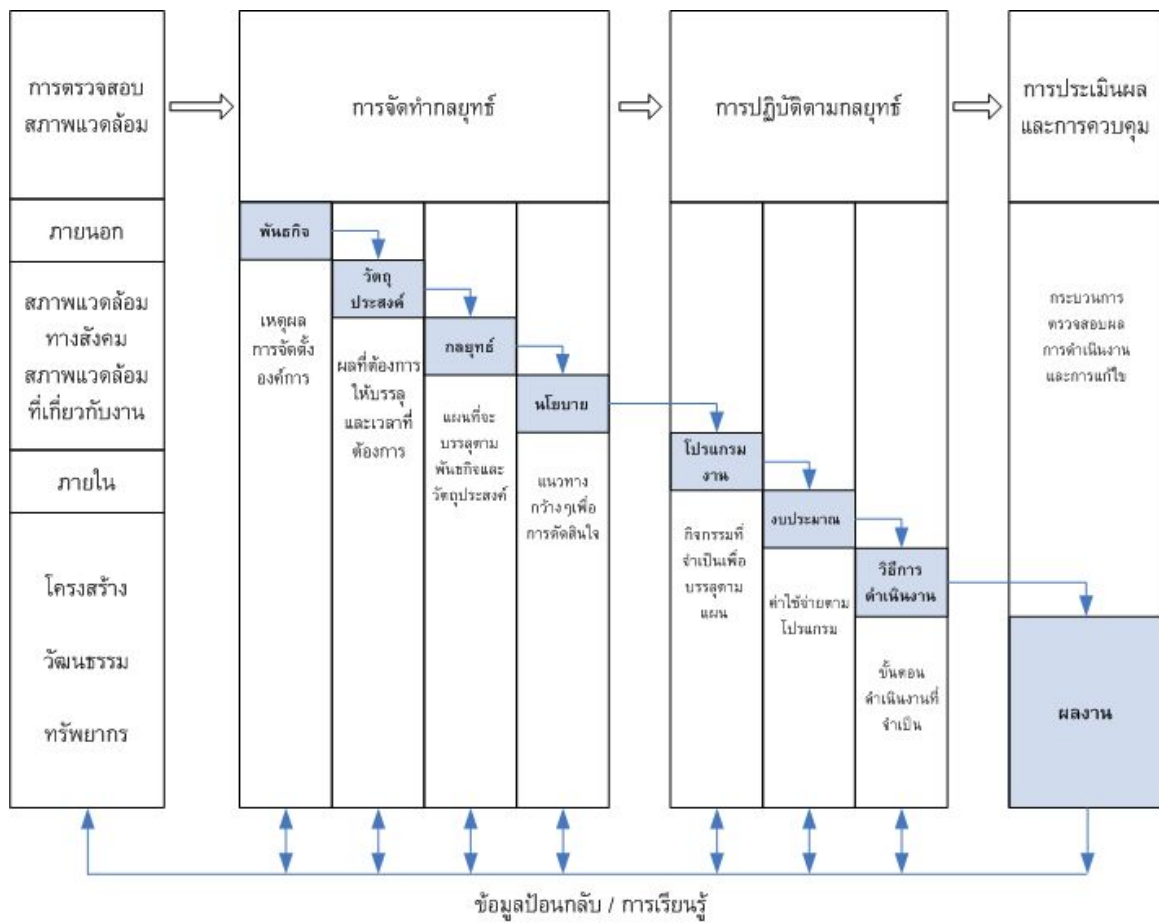 การตรวจสอบ
สภาพแวดล้อม
การจัดทำกลยุทธ์
การปฏิบัติตามกลยุทธ์
การประเมินผล
และการควบคุม
ภายนอก
สภาพแวดล้อม
ทางสังคม
สภาพแวดล้อม
ที่เกี่ยวกับงาน
ภายใน
โครงสร้าง
วัฒนธรรม
ทรัพยากร
พันธกิจ
เหตุผล
การจัดตั้ง
องค์การ
วัตถุ
ประสงค์
ผลที่ต้องการ
ให้บรรลุ
และเวลาที่
ต้องการ
กลยุทธ์
แผนที่จะ
บรรลุตาม
พันธกิจและ
วัตถุประสงค์
นโยบาย
แนวทาง
กว้างๆเพื่อ
การตัดสินใจ
โปรแกรม
งาน
กิจกรรมที่
จำเป็นเพื่อ
บรรลุตาม
แผน
งบประมาณ
ค่าใช้จ่ายตาม
โปรแกรม
วิธีการ
ดำเนินงาน
ขั้นตอน
ดำเนินงานที่
จำเป็น
กระบวนการ
ตรวจสอบผล
การดำเนินงาน
และการแก้ไข
ผลงาน
ข้อมูลป้อนกลับ / การเรียนรู้